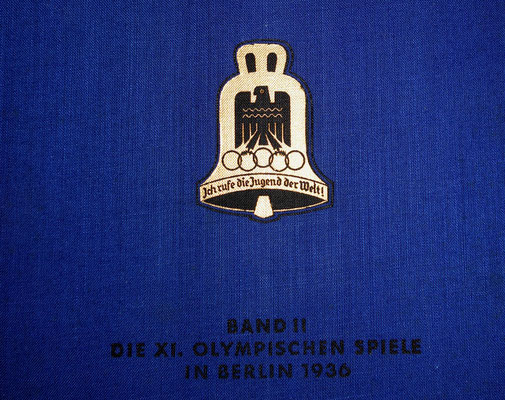 Ich rufe die Jugend der Welt!
BAND II
DIE XI. OLYMPISCHEN SPIELE
IN BERLIN 1936